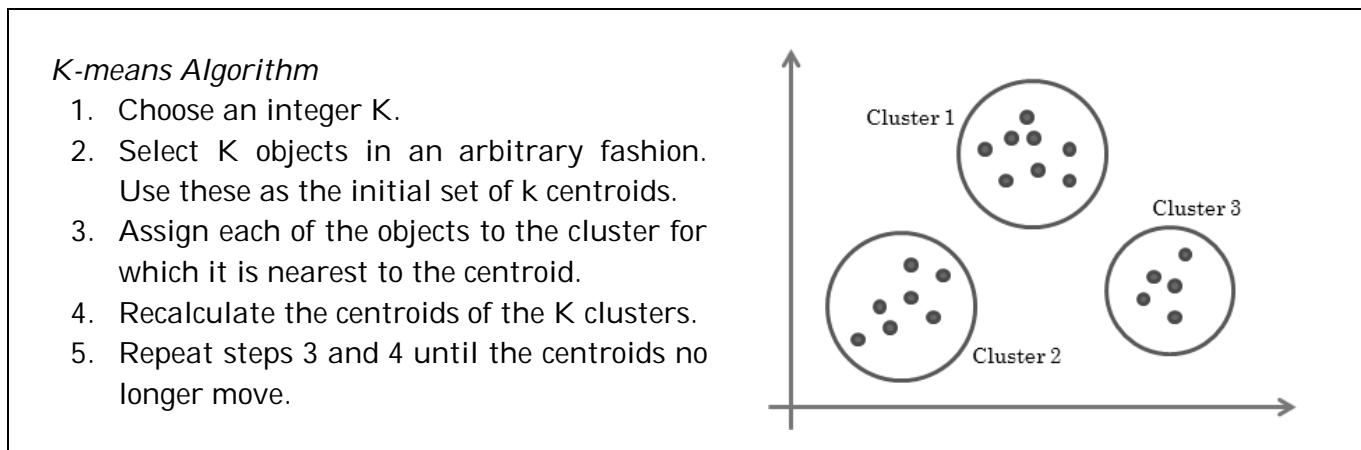 K-means Algorithm
1. Choose an integer K.
2. Select K objects in an arbitrary fashion.
Use these as the initial set of k centroids.
3. Assign each of the objects to the cluster for
which it is nearest to the centroid.
4. Recalculate the centroids of the K clusters.
5. Repeat steps 3 and 4 until the centroids no
longer move.
Cluster 1
Cluster 3
Cluster 2